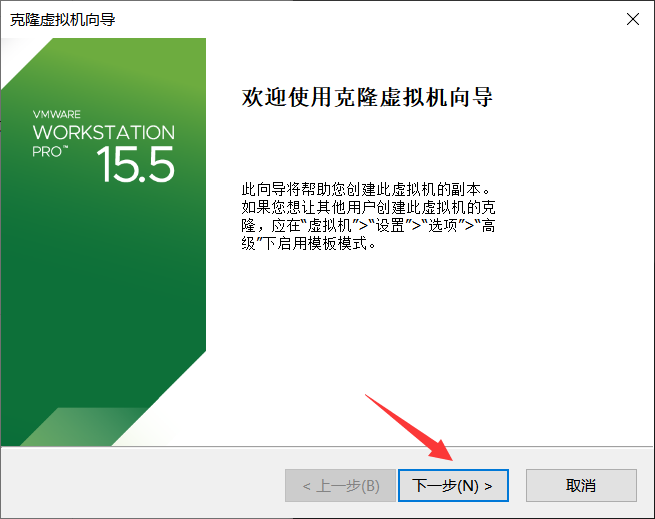 克隆虚拟机向导
VMWARE
WORKSTATION
PRO™ 15.5
欢迎使用克隆虚拟机向导
此向导将帮助您创建此虚拟机的副本。
如果您想让其他用户创建此虚拟机的克
隆，应在“虚拟机”>“设置”>“选项”>“高
级”下启用模板模式。
< 上一步(B)
下一步(N) >
取消